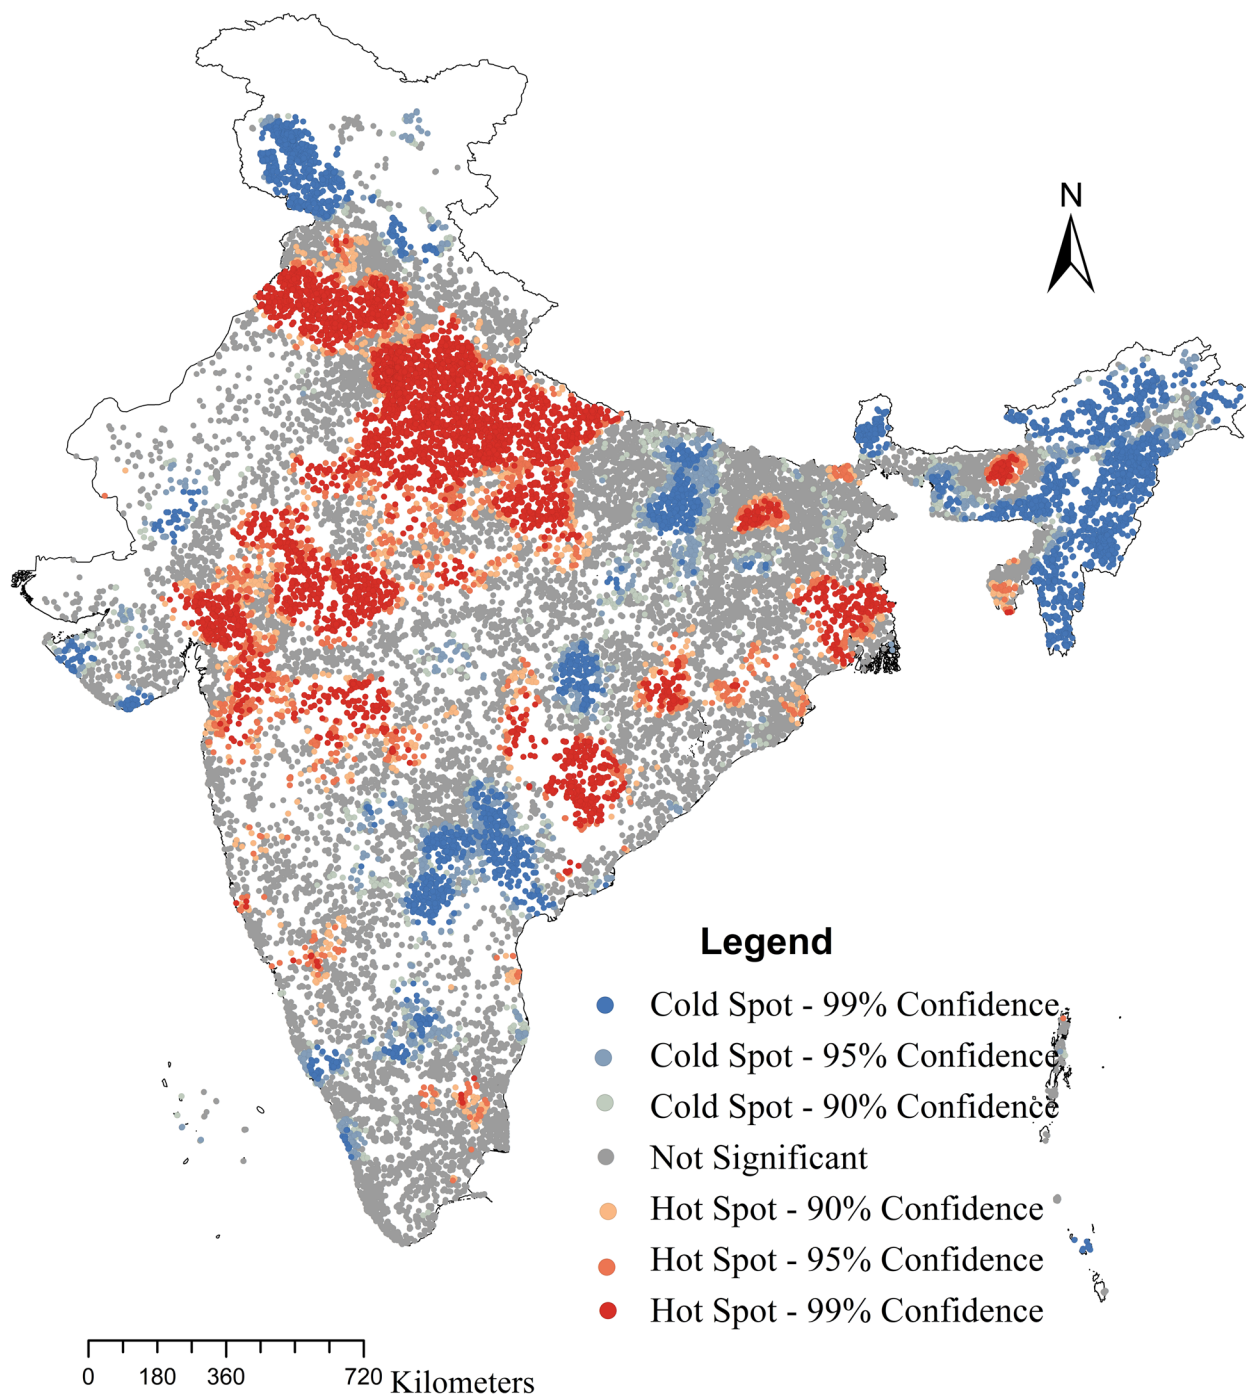 N
Legend
Cold Spot - 99% Confidence
Cold Spot - 95% Confidence
Cold Spot - 90% Confidence
Not Significant
Hot Spot - 90% Confidence
Hot Spot - 95% Confidence
Hot Spot - 99% Confidence
0 180 360 720 Kilometers